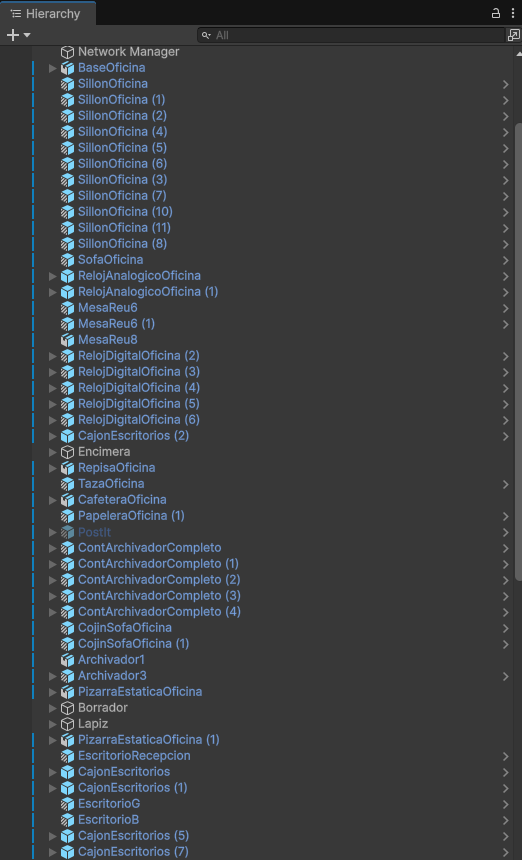 Hierarchy
All
Network Manager
BaseOficina
SillonOficina
SillonOficina (1)
SillonOficina (2)
SillonOficina (4)
SillonOficina (5)
SillonOficina (6)
SillonOficina (3)
SillonOficina (7)
SillonOficina (10)
SillonOficina (11)
SillonOficina (8)
SofaOficina
RelojAnalogicoOficina
RelojAnalogicoOficina (1)
MesaReu6
MesaReu6 (1)
MesaReu8
RelojDigitalOficina (2)
RelojDigitalOficina (3)
RelojDigitalOficina (4)
RelojDigitalOficina (5)
RelojDigitalOficina (6)
CajonEscritorios (2)
Encimera
RepisaOficina
TazaOficina
CafeteraOficina
PapeleraOficina (1)
PostIt
ContArchivadorCompleto
ContArchivadorCompleto (1)
ContArchivadorCompleto (2)
ContArchivadorCompleto (3)
ContArchivadorCompleto (4)
CojinSofaOficina
CojinSofaOficina (1)
Archivador1
Archivador3
PizarraEstaticaOficina
Borrador
Lapiz
PizarraEstaticaOficina (1)
EscritorioRecepcion
CajonEscritorios
CajonEscritorios (1)
EscritorioG
EscritorioB
CajonEscritorios (5)
CajonEscritorios (7)